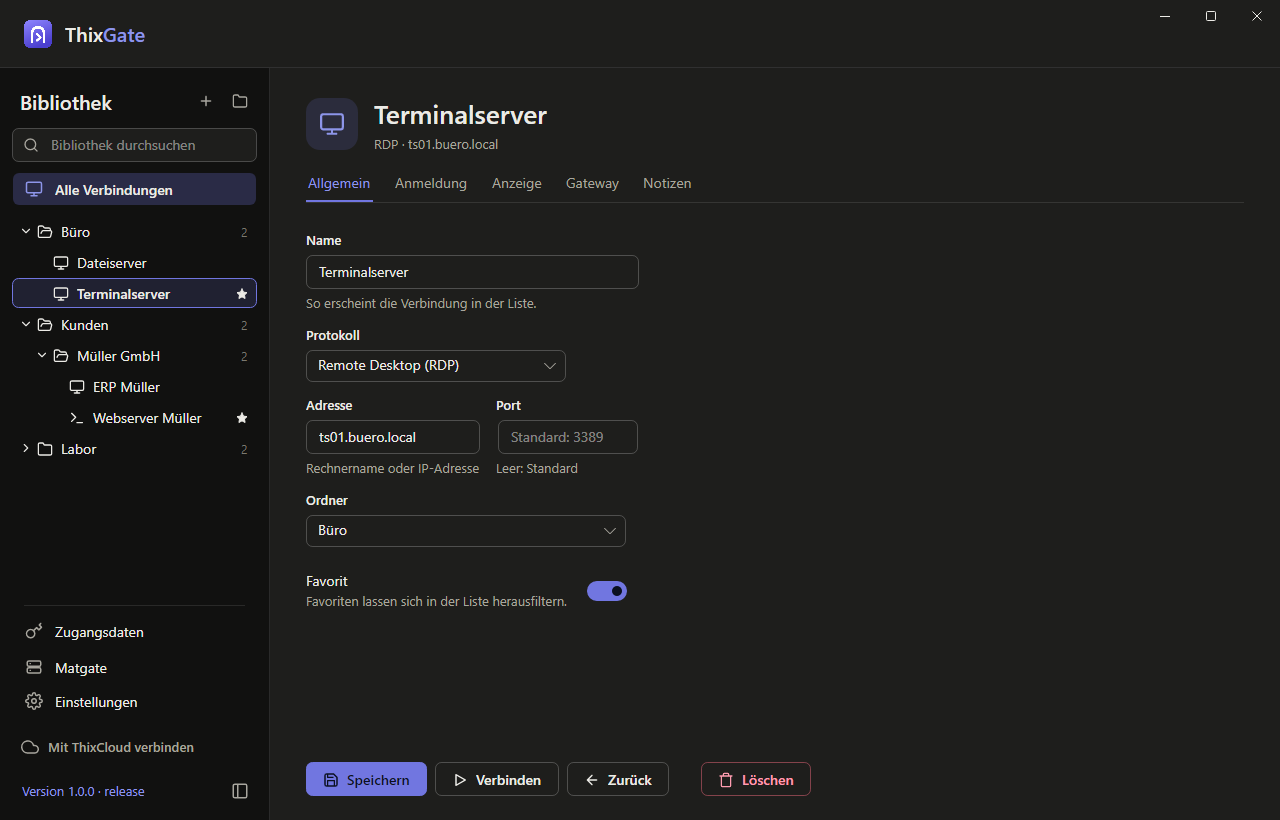 ThixGate
Bibliothek
Bibliothek durchsuchen
Alle Verbindungen
Büro 2
Dateiserver
Terminalserver
Kunden 2
Müller GmbH 2
ERP Müller
Webserver Müller
Labor 2
Zugangsdaten
Matgate
Einstellungen
Mit ThixCloud verbinden
Version 1.0.0 · release
Terminalserver
RDP · ts01.buero.local
Allgemein Anmeldung Anzeige Gateway Notizen
Name
Terminalserver
So erscheint die Verbindung in der Liste.
Protokoll
Remote Desktop (RDP)
Adresse Port
ts01.buero.local Standard: 3389
Rechnername oder IP-Adresse Leer: Standard
Ordner
Büro
Favorit
Favoriten lassen sich in der Liste herausfiltern.
Speichern Verbinden Zurück Löschen